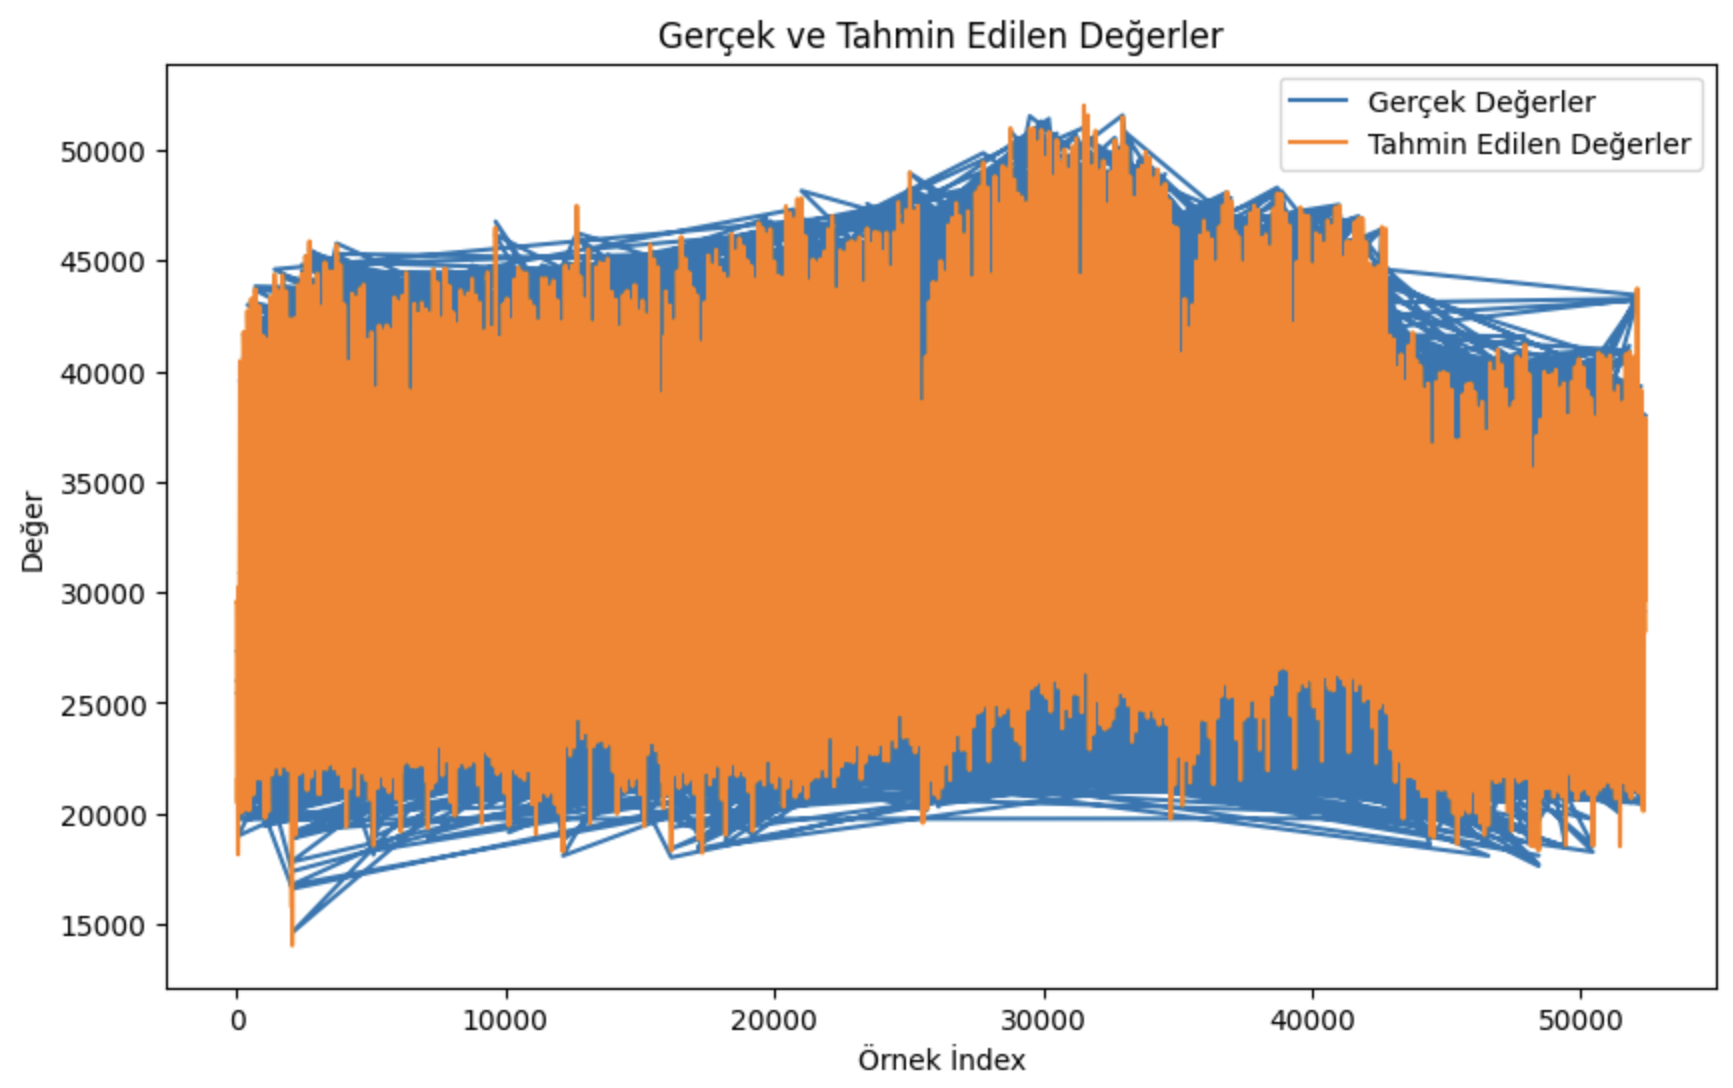 Gerçek ve Tahmin Edilen Değerler
Gerçek Değerler
Tahmin Edilen Değerler
50000
45000
40000
35000
30000
25000
20000
15000
Değer
0 10000 20000 30000 40000 50000
Örnek İndex